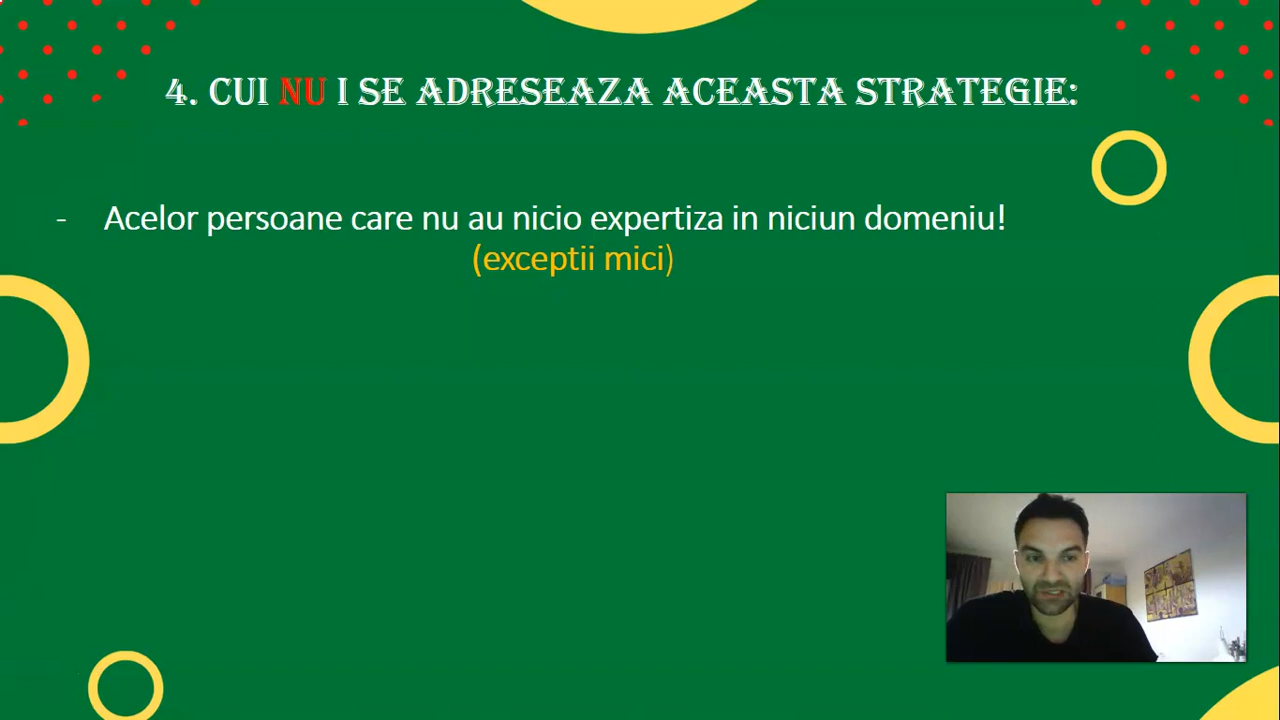 4. CUI NU I SE ADRESEAZA ACEASTA STRATEGIE:
- Acelor persoane care nu au nicio expertiza in niciun domeniu!
(exceptii mici)